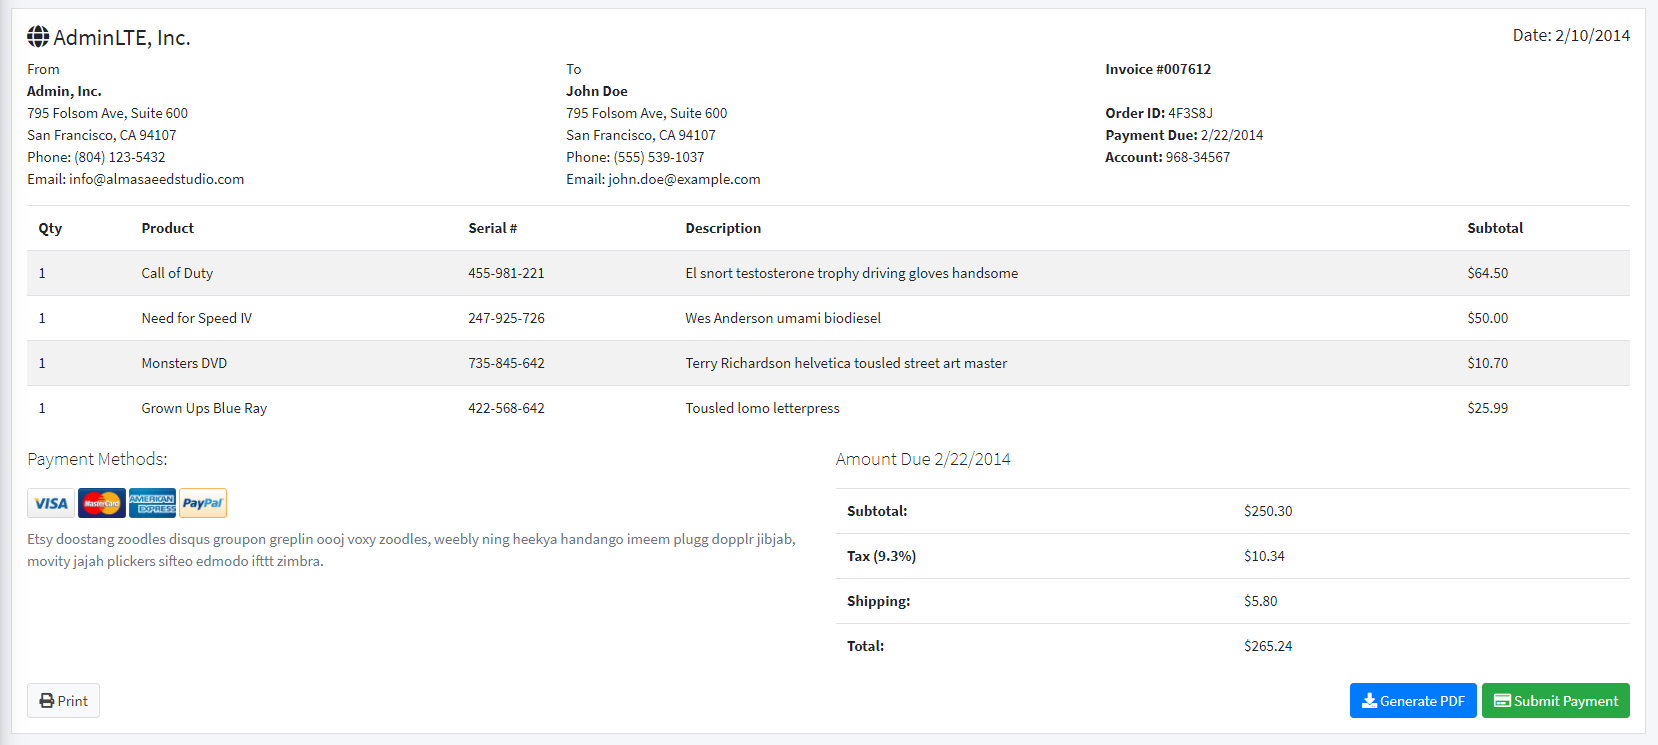 AdminLTE, Inc.
Date: 2/10/2014
From
Admin, Inc.
795 Folsom Ave, Suite 600
San Francisco, CA 94107
Phone: (804) 123-5432
Email: info@almasaeedstudio.com
To
John Doe
795 Folsom Ave, Suite 600
San Francisco, CA 94107
Phone: (555) 539-1037
Email: john.doe@example.com
Invoice #007612
Order ID: 4F3S8J
Payment Due: 2/22/2014
Account: 968-34567
Qty Product Serial # Description Subtotal
1 Call of Duty 455-981-221 El snort testosterone trophy driving gloves handsome $64.50
1 Need for Speed IV 247-925-726 Wes Anderson umami biodiesel $50.00
1 Monsters DVD 735-845-642 Terry Richardson helvetica tousled street art master $10.70
1 Grown Ups Blue Ray 422-568-642 Tousled lomo letterpress $25.99
Payment Methods:
VISA MasterCard AMERICAN EXPRESS PayPal
Etsy doostang zoodles disqus groupon greplin oooj voxy zoodles, weebly ning heekya handango imeem plugg dopplr jibjab,
movity jajah plickers sifteo edmodo ifttt zimbra.
Amount Due 2/22/2014
Subtotal: $250.30
Tax (9.3%) $10.34
Shipping: $5.80
Total: $265.24
Print
Generate PDF
Submit Payment